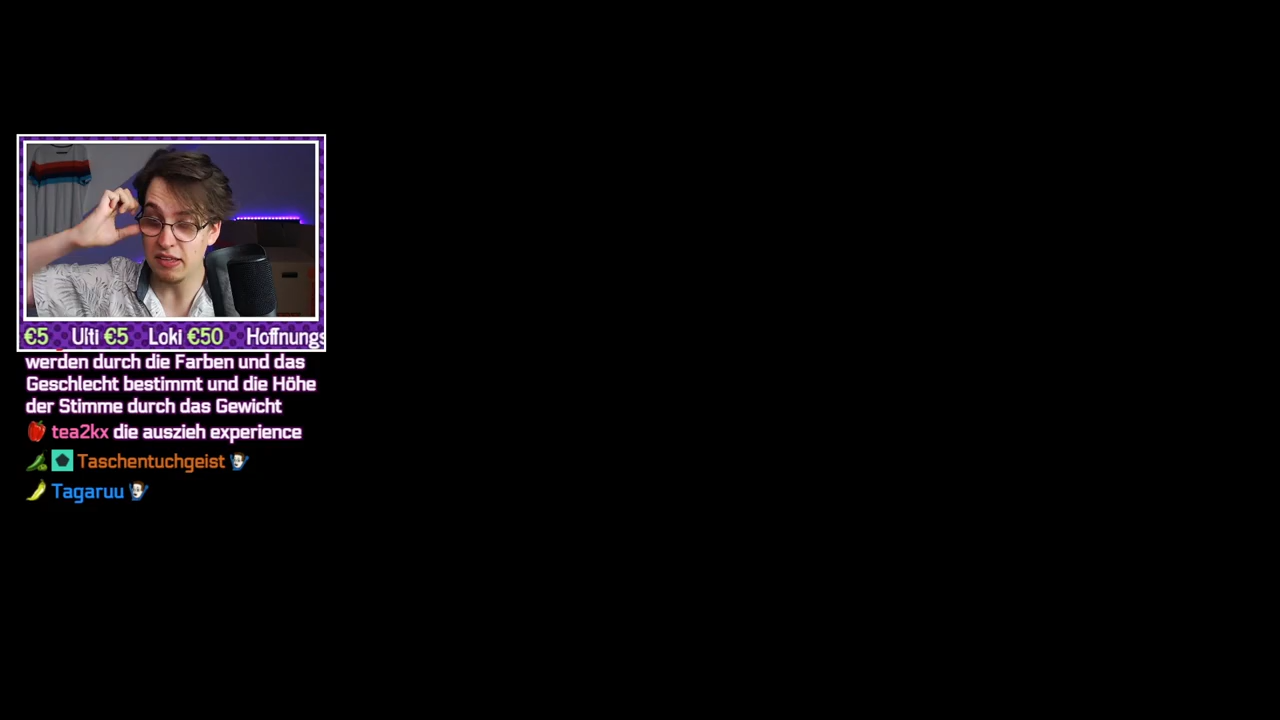 €5 Ulti €5 Loki €50 Hoffnungs
werden durch die Farben und das
Geschlecht bestimmt und die Höhe
der Stimme durch das Gewicht
tea2kx die auszieh experience
Taschentuchgeist
Tagaruu